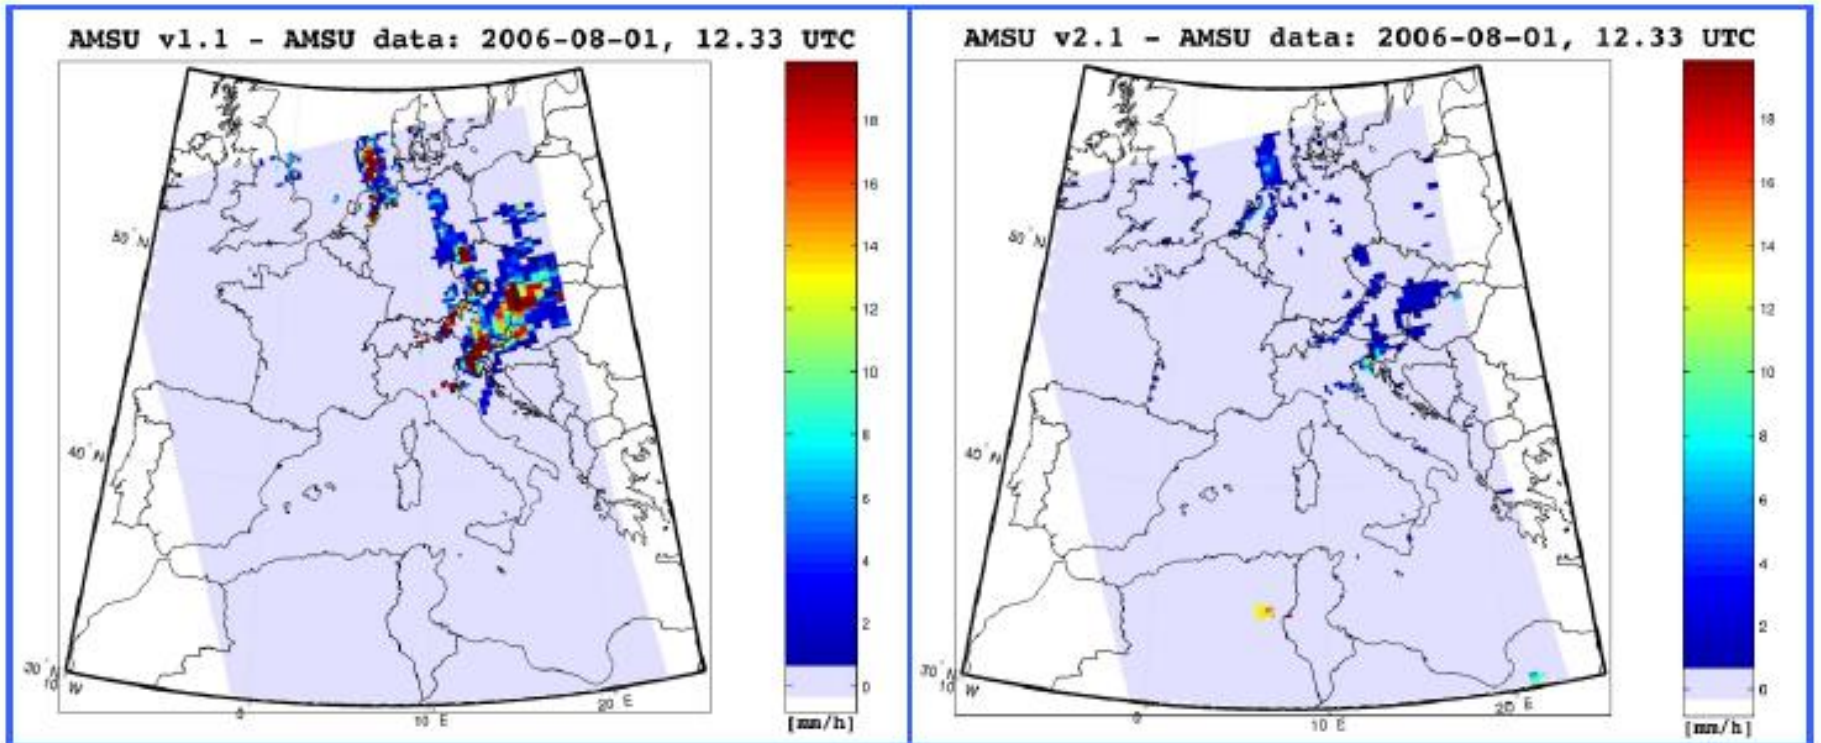 AMSU v1.1 - AMSU data: 2006-08-01, 12.33 UTC
18
16
14
12
10
8
6
4
2
0
[mm/h]
50° N
40° N
30° N
10° W
0
10 E
20 E
AMSU v2.1 - AMSU data: 2006-08-01, 12.33 UTC
18
16
14
12
10
8
6
4
2
0
[mm/h]
50° N
40° N
30° N
10° W
0
10 E
20 E